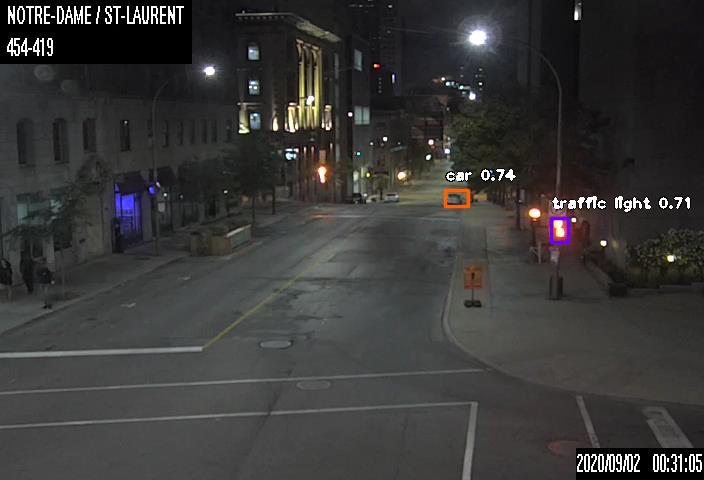 NOTRE-DAME / ST-LAURENT
454-419
car 0.74
traffic light 0.71
2020/09/02 00:31:05